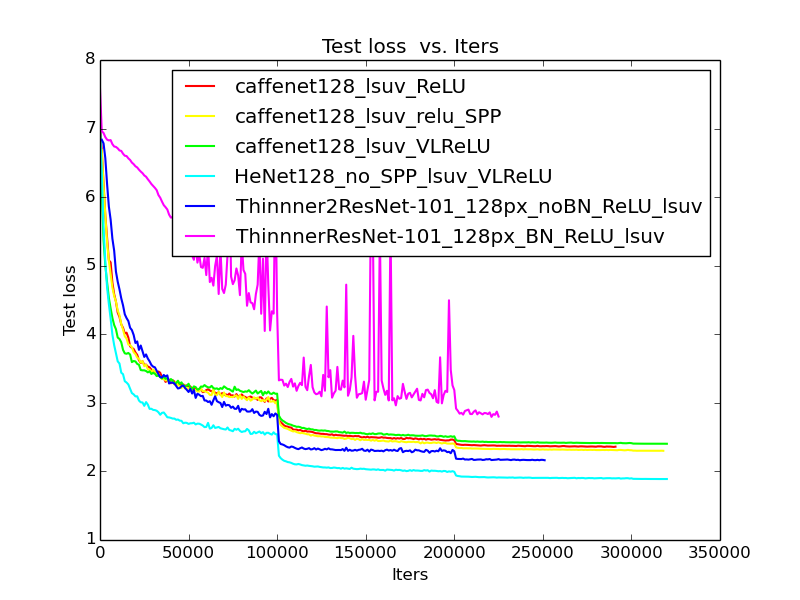 Test loss  vs. Iters
8
7
6
5
4
3
2
1
Test loss
caffenet128_lsuv_ReLU
caffenet128_lsuv_relu_SPP
caffenet128_lsuv_VLReLU
HeNet128_no_SPP_lsuv_VLReLU
Thinnner2ResNet-101_128px_noBN_ReLU_lsuv
ThinnnerResNet-101_128px_BN_ReLU_lsuv
0 50000 100000 150000 200000 250000 300000 350000
Iters